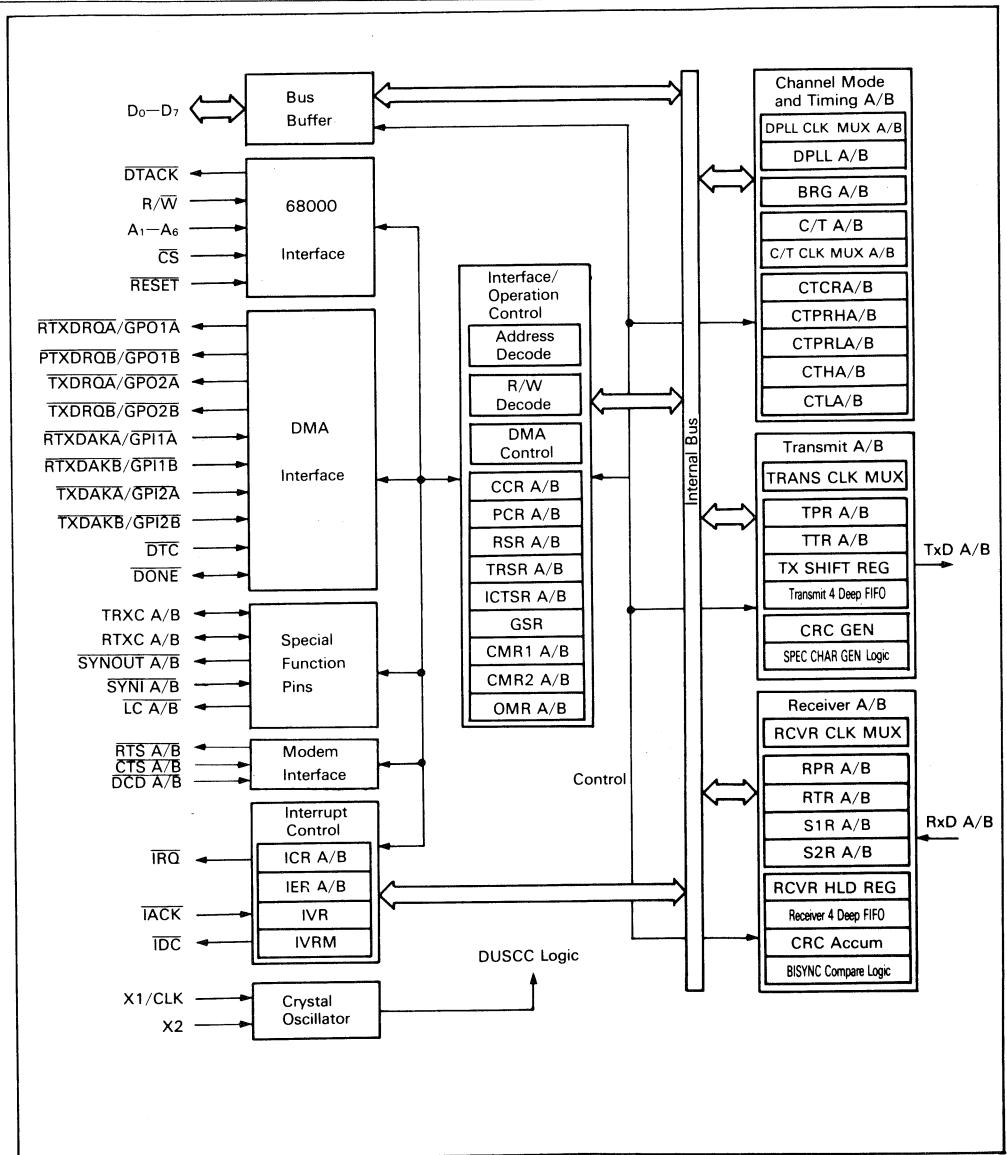 D0—D7
Bus
Buffer
DTACK
R/W
A1—A6
CS
RESET
68000
Interface
RTXDRQA/GPO1A
PTXDRQB/GPO1B
TXDRQA/GPO2A
TXDRQB/GPO2B
RTXDAKA/GPI1A
RTXDAKB/GPI1B
TXDAKA/GPI2A
TXDAKB/GPI2B
DTC
DONE
DMA
Interface
TRXC A/B
RTXC A/B
SYNOUT A/B
SYNI A/B
LC A/B
Special
Function
Pins
RTS A/B
CTS A/B
DCD A/B
Modem
Interface
Interrupt
Control
ICR A/B
IER A/B
IVR
IVRM
IRQ
IACK
IDC
X1/CLK
X2
Crystal
Oscillator
DUSCC Logic
Interface/
Operation
Control
Address
Decode
R/W
Decode
DMA
Control
CCR A/B
PCR A/B
RSR A/B
TRSR A/B
ICTSR A/B
GSR
CMR1 A/B
CMR2 A/B
OMR A/B
Control
Internal Bus
Channel Mode
and Timing A/B
DPLL CLK MUX A/B
DPLL A/B
BRG A/B
C/T A/B
C/T CLK MUX A/B
CTCRA/B
CTPRHA/B
CTPRLA/B
CTHA/B
CTLA/B
Transmit A/B
TRANS CLK MUX
TPR A/B
TTR A/B
TX SHIFT REG
Transmit 4 Deep FIFO
CRC GEN
SPEC CHAR GEN Logic
TxD A/B
Receiver A/B
RCVR CLK MUX
RPR A/B
RTR A/B
S1R A/B
S2R A/B
RCVR HLD REG
Receiver 4 Deep FIFO
CRC Accum
BISYNC Compare Logic
RxD A/B